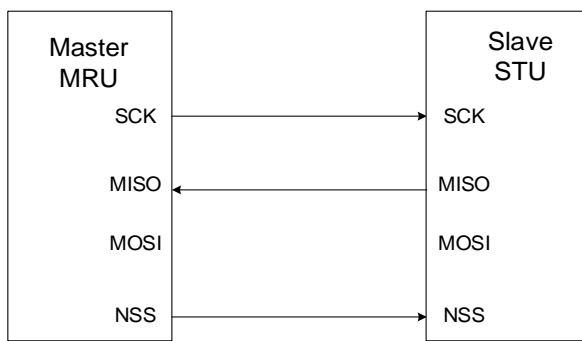 Master
MRU
SCK
MISO
MOSI
NSS
Slave
STU
SCK
MISO
MOSI
NSS